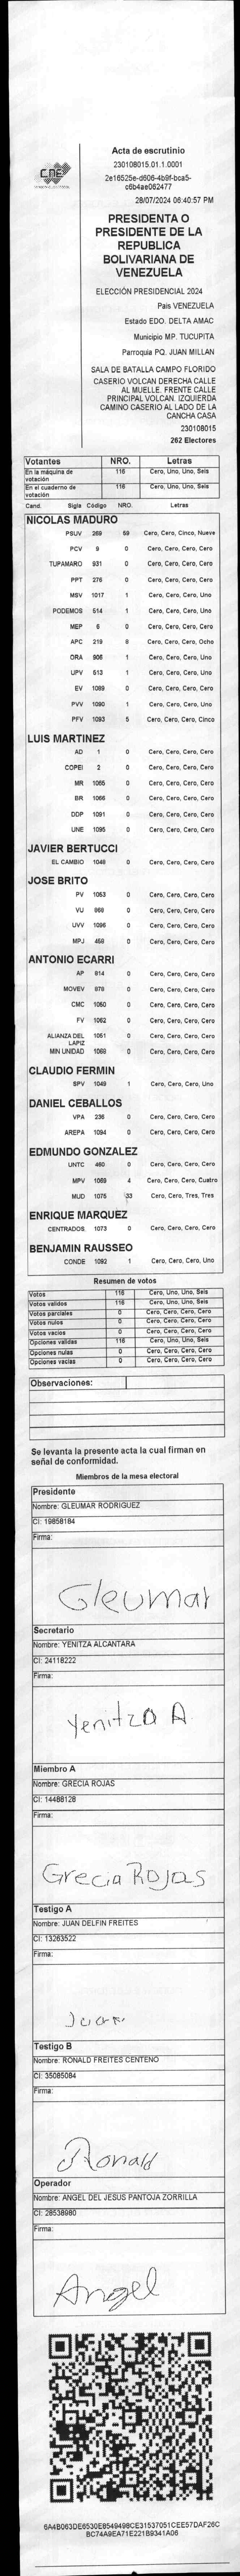 CNE
Acta de escrutinio
230108015.01.1.0001
2e16525e-d606-4b9f-bca5-
c6b4ae062477
28/07/2024 06:40:57 PM
PRESIDENTA O
PRESIDENTE DE LA
REPUBLICA
BOLIVARIANA DE
VENEZUELA
ELECCIÓN PRESIDENCIAL 2024
Pais VENEZUELA
Estado EDO. DELTA AMAC
Municipio MP. TUCUPITA
Parroquia PQ. JUAN MILLAN
SALA DE BATALLA CAMPO FLORIDO
CASERIO VOLCAN DERECHA CALLE
AL MUELLE. FRENTE CALLE
PRINCIPAL VOLCAN. IZQUIERDA
CAMINO CASERIO AL LADO DE LA
CANCHA CASA
230108015
262 Electores
Votantes NRO. Letras
En la máquina de votación 116 Cero, Uno, Uno, Seis
En el cuaderno de votación 116 Cero, Uno, Uno, Seis
Cand. Sigla Código NRO. Letras
NICOLAS MADURO
PSUV 269 59 Cero, Cero, Cinco, Nueve
PCV 9 0 Cero, Cero, Cero, Cero
TUPAMARO 931 0 Cero, Cero, Cero, Cero
PPT 276 0 Cero, Cero, Cero, Cero
MSV 1017 1 Cero, Cero, Cero, Uno
PODEMOS 514 1 Cero, Cero, Cero, Uno
MEP 6 0 Cero, Cero, Cero, Cero
APC 219 8 Cero, Cero, Cero, Ocho
ORA 906 1 Cero, Cero, Cero, Uno
UPV 513 1 Cero, Cero, Cero, Uno
EV 1089 0 Cero, Cero, Cero, Cero
PVV 1090 1 Cero, Cero, Cero, Uno
PFV 1093 5 Cero, Cero, Cero, Cinco
LUIS MARTINEZ
AD 1 0 Cero, Cero, Cero, Cero
COPEI 2 0 Cero, Cero, Cero, Cero
MR 1065 0 Cero, Cero, Cero, Cero
BR 1066 0 Cero, Cero, Cero, Cero
DDP 1091 0 Cero, Cero, Cero, Cero
UNE 1095 0 Cero, Cero, Cero, Cero
JAVIER BERTUCCI
EL CAMBIO 1048 0 Cero, Cero, Cero, Cero
JOSE BRITO
PV 1053 0 Cero, Cero, Cero, Cero
VU 868 0 Cero, Cero, Cero, Cero
UVV 1096 0 Cero, Cero, Cero, Cero
MPJ 458 0 Cero, Cero, Cero, Cero
ANTONIO ECARRI
AP 814 0 Cero, Cero, Cero, Cero
MOVEV 878 0 Cero, Cero, Cero, Cero
CMC 1050 0 Cero, Cero, Cero, Cero
FV 1062 0 Cero, Cero, Cero, Cero
ALIANZA DEL LAPIZ 1051 0 Cero, Cero, Cero, Cero
MIN UNIDAD 1068 0 Cero, Cero, Cero, Cero
CLAUDIO FERMIN
SPV 1049 1 Cero, Cero, Cero, Uno
DANIEL CEBALLOS
VPA 236 0 Cero, Cero, Cero, Cero
AREPA 1094 0 Cero, Cero, Cero, Cero
EDMUNDO GONZALEZ
UNTC 460 0 Cero, Cero, Cero, Cero
MPV 1069 4 Cero, Cero, Cero, Cuatro
MUD 1075 33 Cero, Cero, Tres, Tres
ENRIQUE MARQUEZ
CENTRADOS 1073 0 Cero, Cero, Cero, Cero
BENJAMIN RAUSSEO
CONDE 1092 1 Cero, Cero, Cero, Uno
Resumen de votos
Votos 116 Cero, Uno, Uno, Seis
Votos validos 116 Cero, Uno, Uno, Seis
Votos parciales 0 Cero, Cero, Cero, Cero
Votos nulos 0 Cero, Cero, Cero, Cero
Votos vacios 0 Cero, Cero, Cero, Cero
Opciones validas 116 Cero, Uno, Uno, Seis
Opciones nulas 0 Cero, Cero, Cero, Cero
Opciones vacias 0 Cero, Cero, Cero, Cero
Observaciones:
Se levanta la presente acta la cual firman en
señal de conformidad.
Miembros de la mesa electoral
Presidente
Nombre: GLEUMAR RODRIGUEZ
CI: 19858184
Firma:
Gleumar
Secretario
Nombre: YENITZA ALCANTARA
CI: 24118222
Firma:
Yenitza A
Miembro A
Nombre: GRECIA ROJAS
CI: 14488128
Firma:
Grecia Rojas
Testigo A
Nombre: JUAN DELFIN FREITES
CI: 13263522
Firma:
Juan
Testigo B
Nombre: RONALD FREITES CENTENO
CI: 35085084
Firma:
Ronald
Operador
Nombre: ANGEL DEL JESUS PANTOJA ZORRILLA
CI: 28538980
Firma:
Angel
6A4B063DE6530E8549498CE31537051CEE57DAF26C
BC74A9EA71E221B9341A06